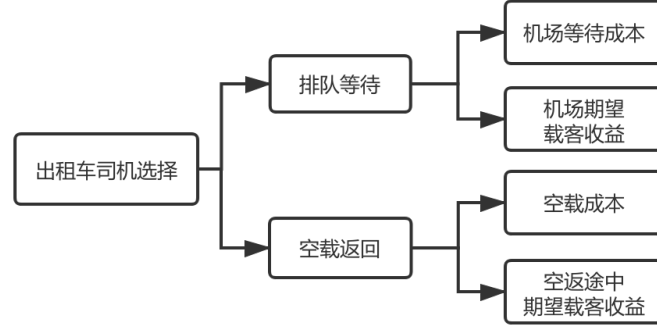 出租车司机选择
排队等待
机场等待成本
机场期望
载客收益
空载返回
空载成本
空返途中
期望载客收益